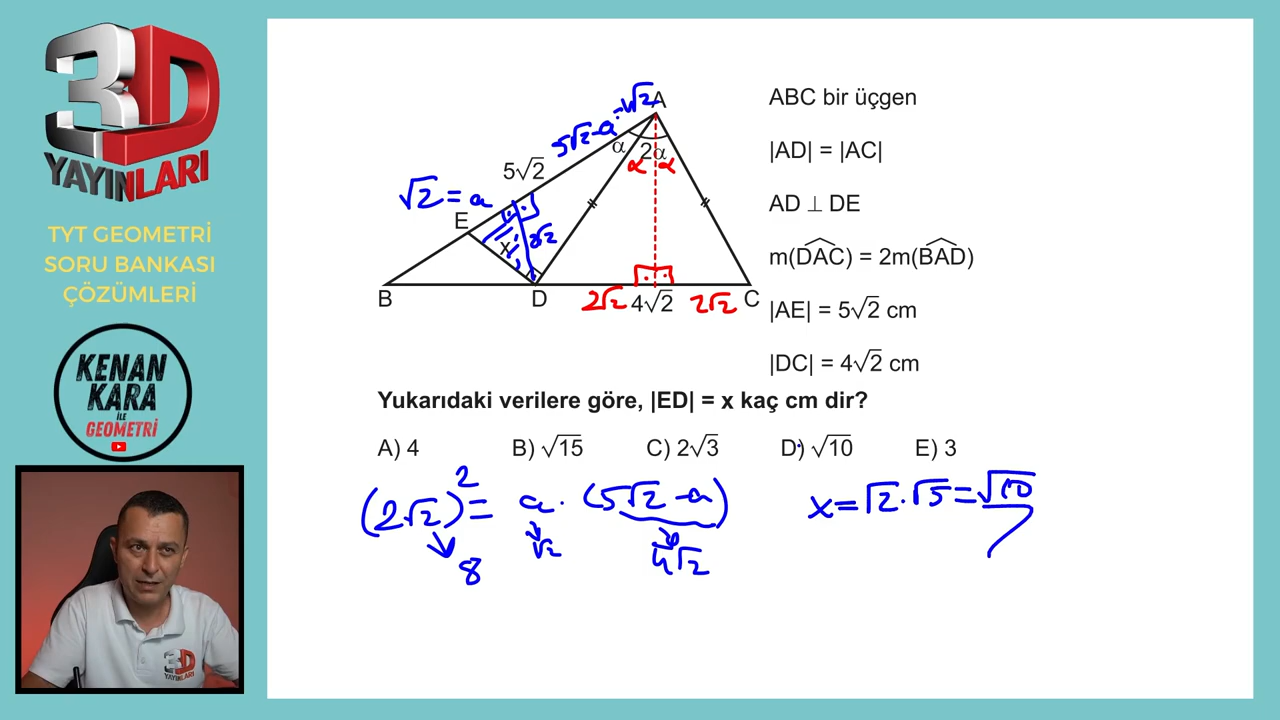 3D
YAYINLARI
TYT GEOMETRİ
SORU BANKASI
ÇÖZÜMLERİ
KENAN
KARA
İLE
GEOMETRİ
3D
YAYINLARI
A
5√2-a
=4√2
α
2α
α
α
5√2
√2 = a
E
x
2√2
B
D
2√2
4√2
2√2
C
ABC bir üçgen
|AD| = |AC|
AD ⊥ DE
m(DAC) = 2m(BAD)
|AE| = 5√2 cm
|DC| = 4√2 cm
Yukarıdaki verilere göre, |ED| = x kaç cm dir?
A) 4 B) √15 C) 2√3 D) √10 E) 3
(2√2)² = a · (5√2 - a)
8
√2
4√2
x = √2 · √5 = √10